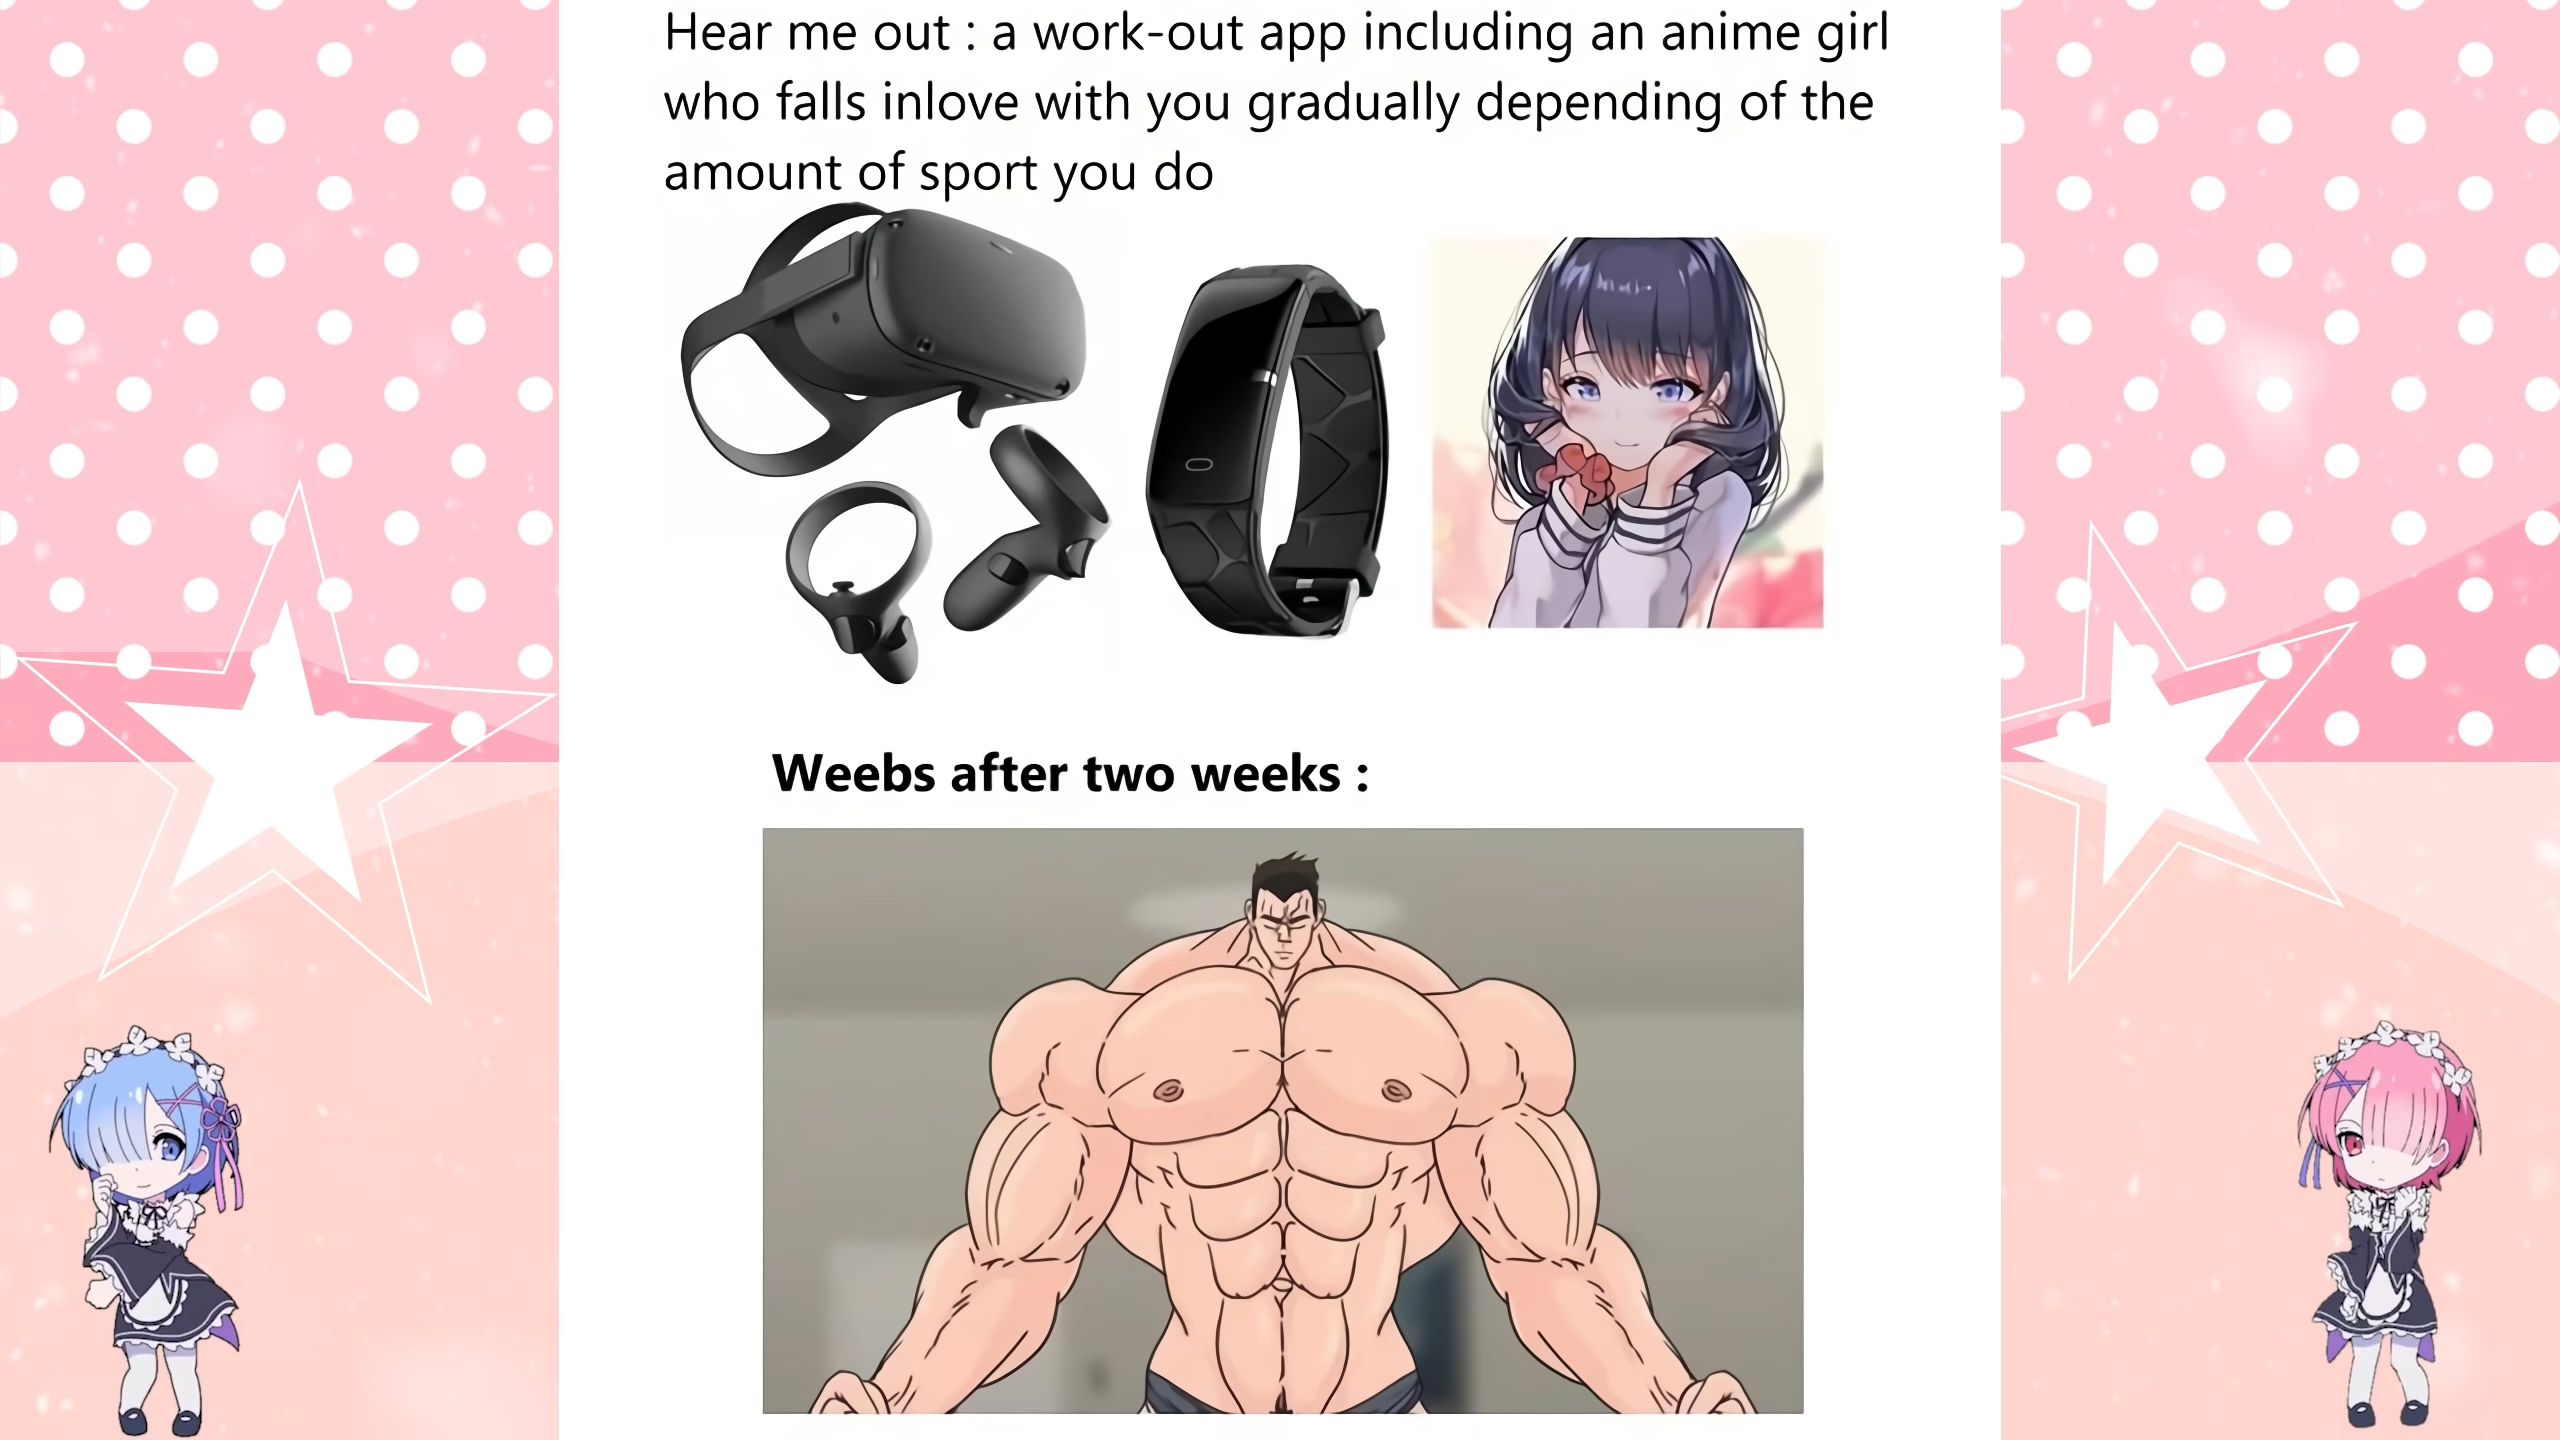 Hear me out : a work-out app including an anime girl
who falls inlove with you gradually depending of the
amount of sport you do
Weebs after two weeks :